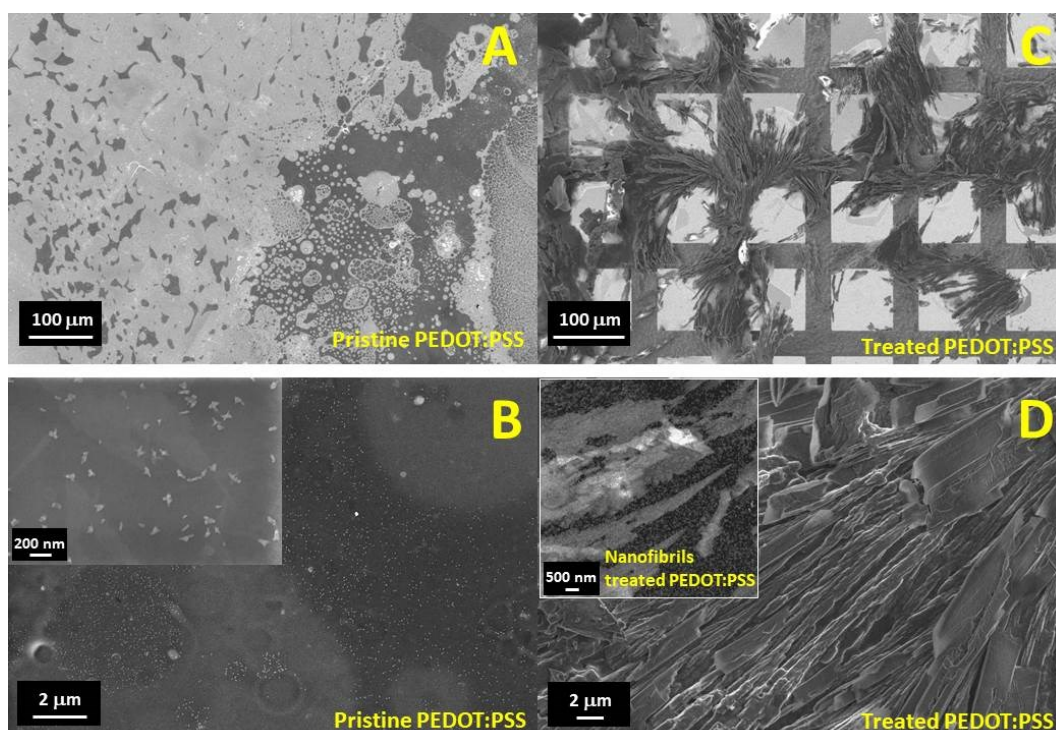 A
100 μm
Pristine PEDOT:PSS
C
100 μm
Treated PEDOT:PSS
B
200 nm
2 μm
Pristine PEDOT:PSS
D
Nanofibrils
treated PEDOT:PSS
500 nm
2 μm
Treated PEDOT:PSS